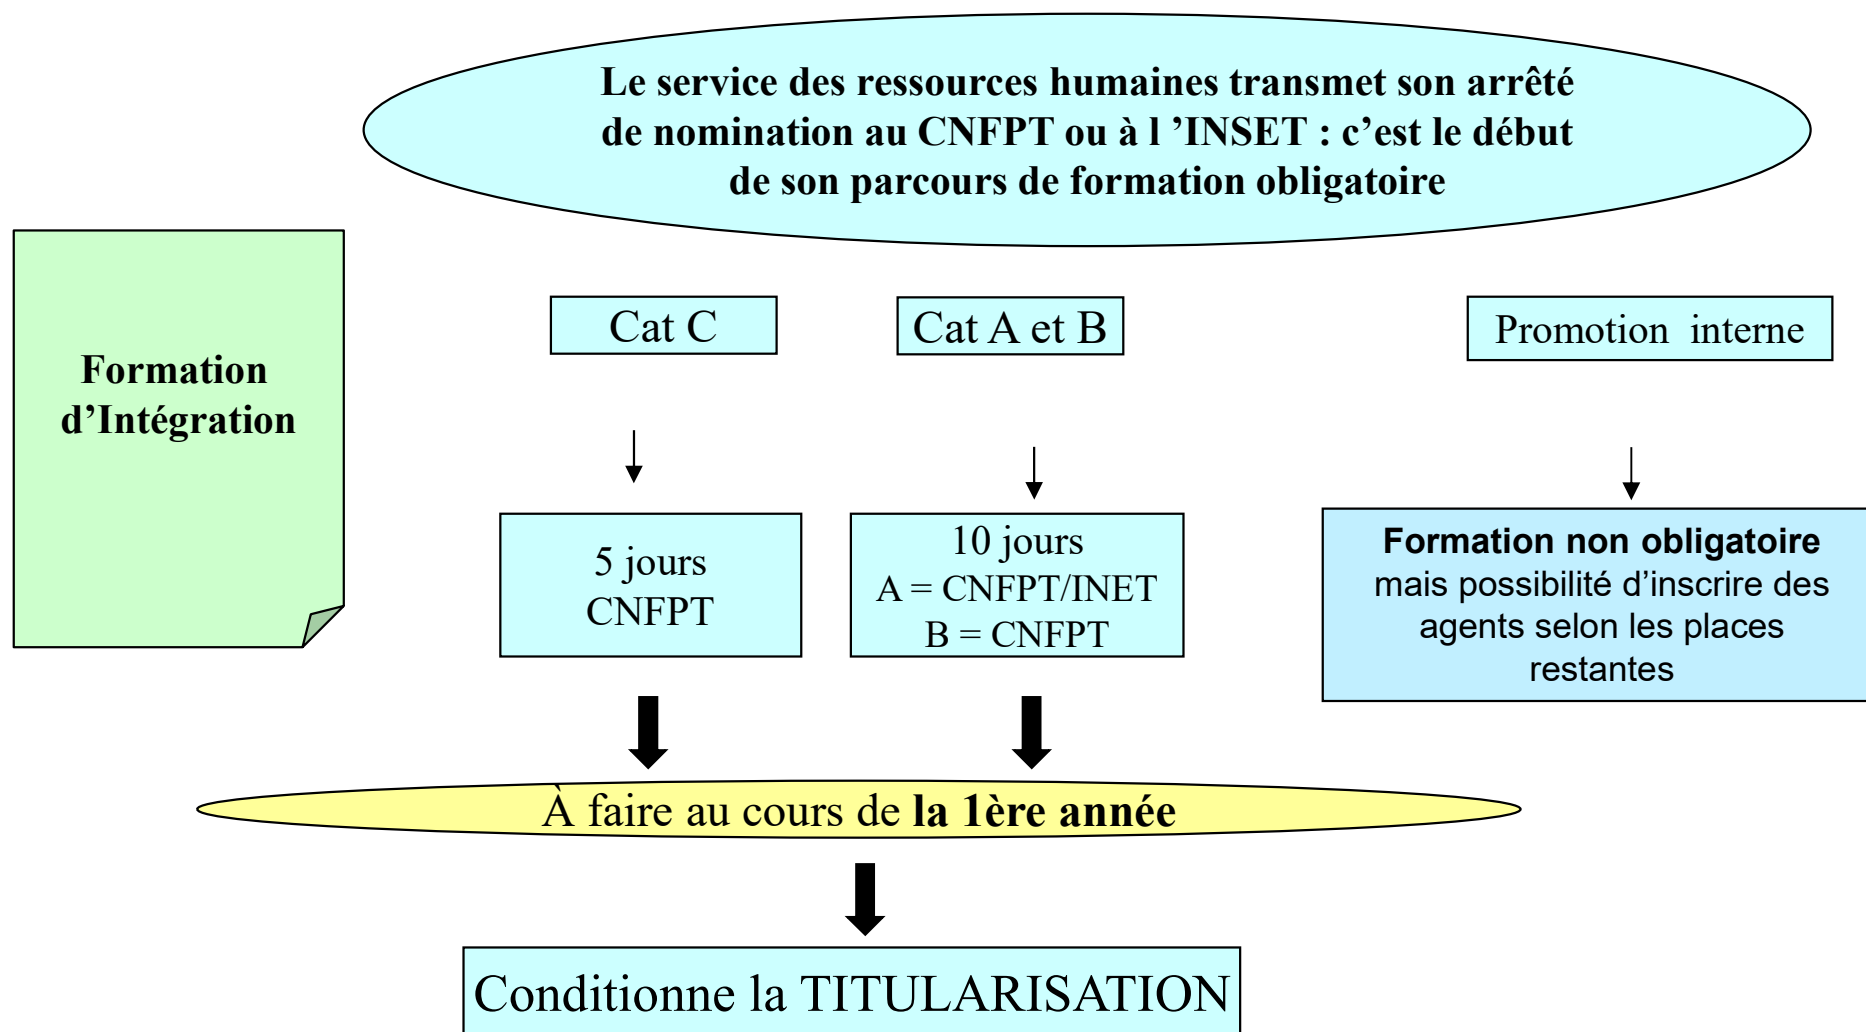 Le service des ressources humaines transmet son arrêté
de nomination au CNFPT ou à l ’INSET : c’est le début
de son parcours de formation obligatoire
Formation
d’Intégration
Cat C
Cat A et B
Promotion interne
5 jours
CNFPT
10 jours
A = CNFPT/INET
B = CNFPT
Formation non obligatoire
mais possibilité d’inscrire des
agents selon les places
restantes
À faire au cours de la 1ère année
Conditionne la TITULARISATION